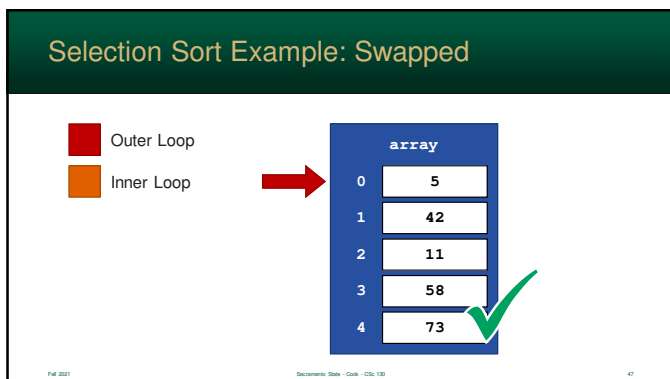 Selection Sort Example: Swapped
Outer Loop
Inner Loop
array
0 5
1 42
2 11
3 58
4 73
Fall 2021 Sacramento State - Cook - CSc 130 47